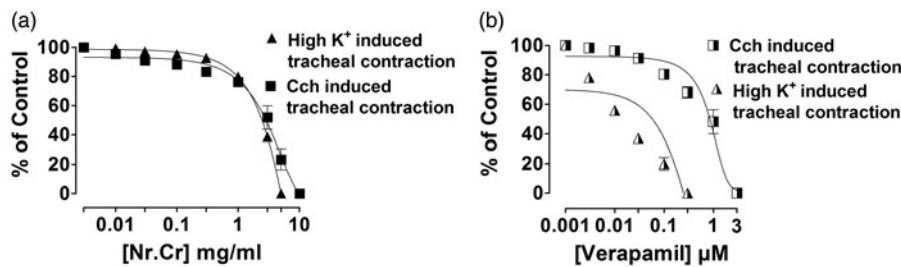 (a)
100
80
60
40
20
0
% of Control
High K⁺ induced
tracheal contraction
Cch induced
tracheal contraction
0.01
0.1
1
10
[Nr.Cr] mg/ml
(b)
100
80
60
40
20
0
% of Control
Cch induced
tracheal contraction
High K⁺ induced
tracheal contraction
0.001
0.01
0.1
1
3
[Verapamil] µM